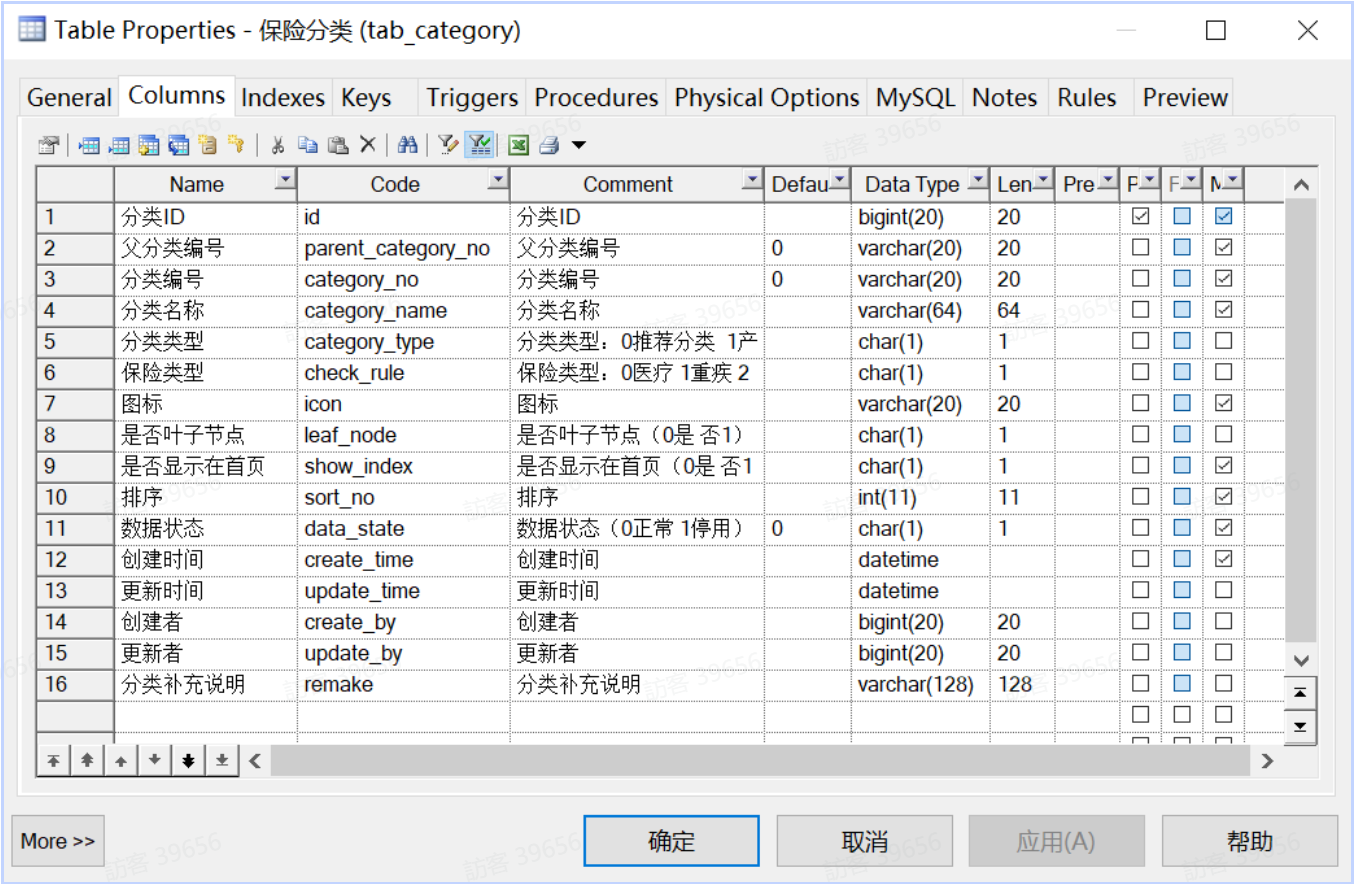 Table Properties - 保险分类 (tab_category)
General Columns Indexes Keys Triggers Procedures Physical Options MySQL Notes Rules Preview
Name Code Comment Defau Data Type Len Pre P F M
1 分类ID id 分类ID bigint(20) 20
2 父分类编号 parent_category_no 父分类编号 0 varchar(20) 20
3 分类编号 category_no 分类编号 0 varchar(20) 20
4 分类名称 category_name 分类名称 varchar(64) 64
5 分类类型 category_type 分类类型：0推荐分类 1产 char(1) 1
6 保险类型 check_rule 保险类型：0医疗 1重疾 2 char(1) 1
7 图标 icon 图标 varchar(20) 20
8 是否叶子节点 leaf_node 是否叶子节点（0是 否1） char(1) 1
9 是否显示在首页 show_index 是否显示在首页（0是 否1 char(1) 1
10 排序 sort_no 排序 int(11) 11
11 数据状态 data_state 数据状态（0正常 1停用） 0 char(1) 1
12 创建时间 create_time 创建时间 datetime
13 更新时间 update_time 更新时间 datetime
14 创建者 create_by 创建者 bigint(20) 20
15 更新者 update_by 更新者 bigint(20) 20
16 分类补充说明 remake 分类补充说明 varchar(128) 128
More >> 确定 取消 应用(A) 帮助
訪客 39656